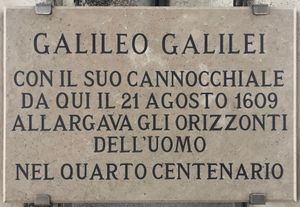 GALILEO GALILEI
CON IL SUO CANNOCCHIALE
DA QUI IL 21 AGOSTO 1609
ALLARGAVA GLI ORIZZONTI
DELL'UOMO
NEL QUARTO CENTENARIO